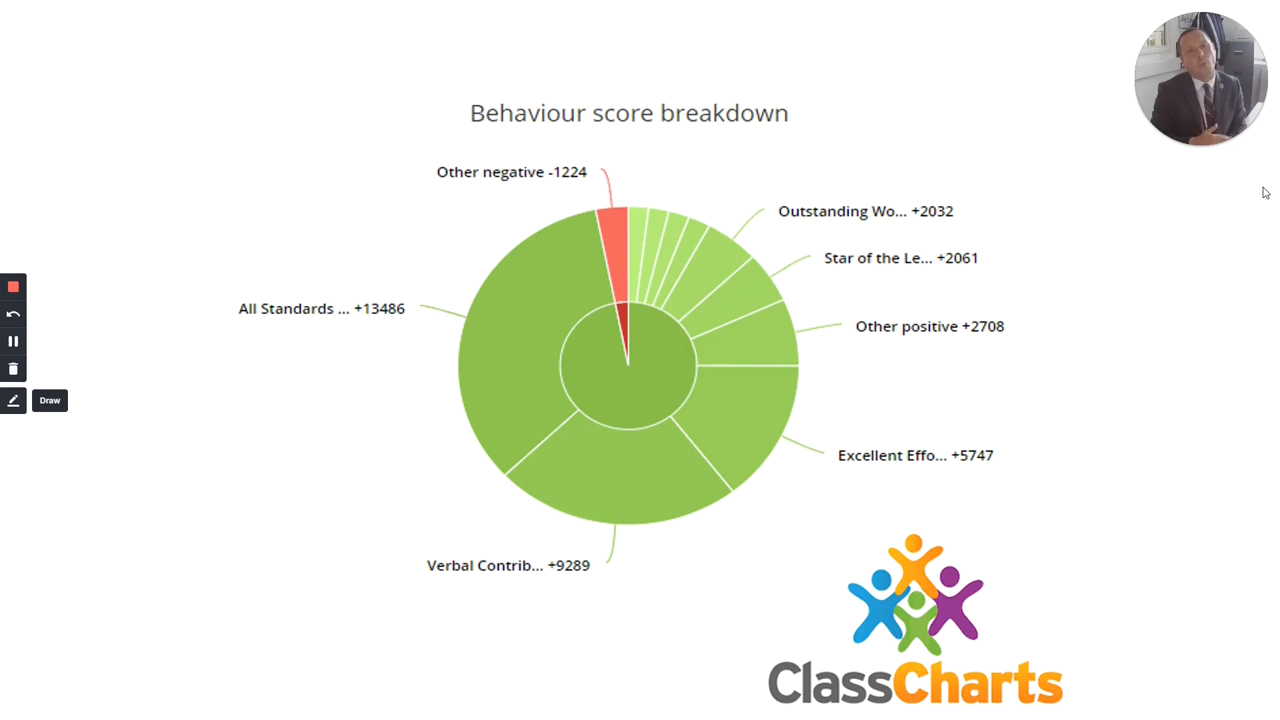 Behaviour score breakdown
Other negative -1224
Outstanding Wo... +2032
Star of the Le... +2061
All Standards ... +13486
Other positive +2708
Draw
Excellent Effo... +5747
Verbal Contrib... +9289
ClassCharts